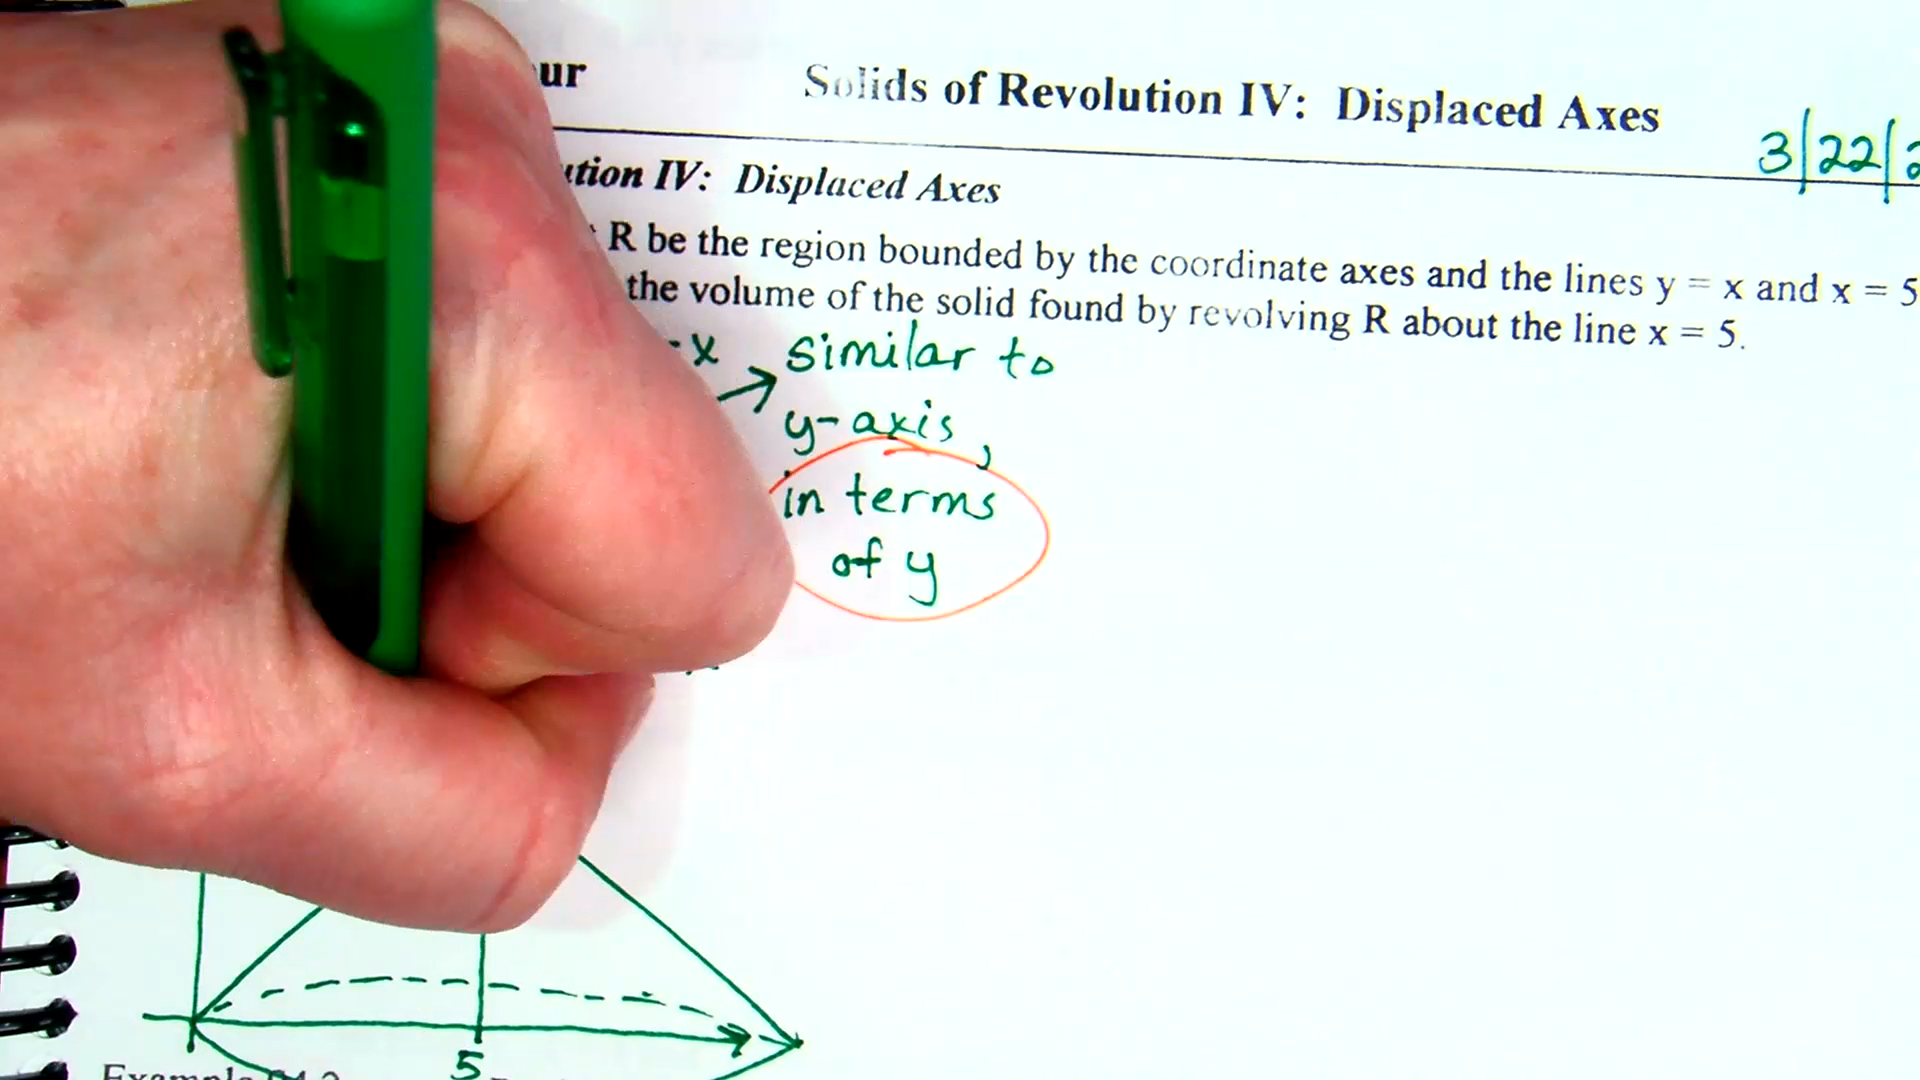 Solids of Revolution IV: Displaced Axes
3/22/
IV: Displaced Axes
R be the region bounded by the coordinate axes and the lines y = x and x = 5
the volume of the solid found by revolving R about the line x = 5.
x similar to
y-axis,
in terms
of y
5
Example